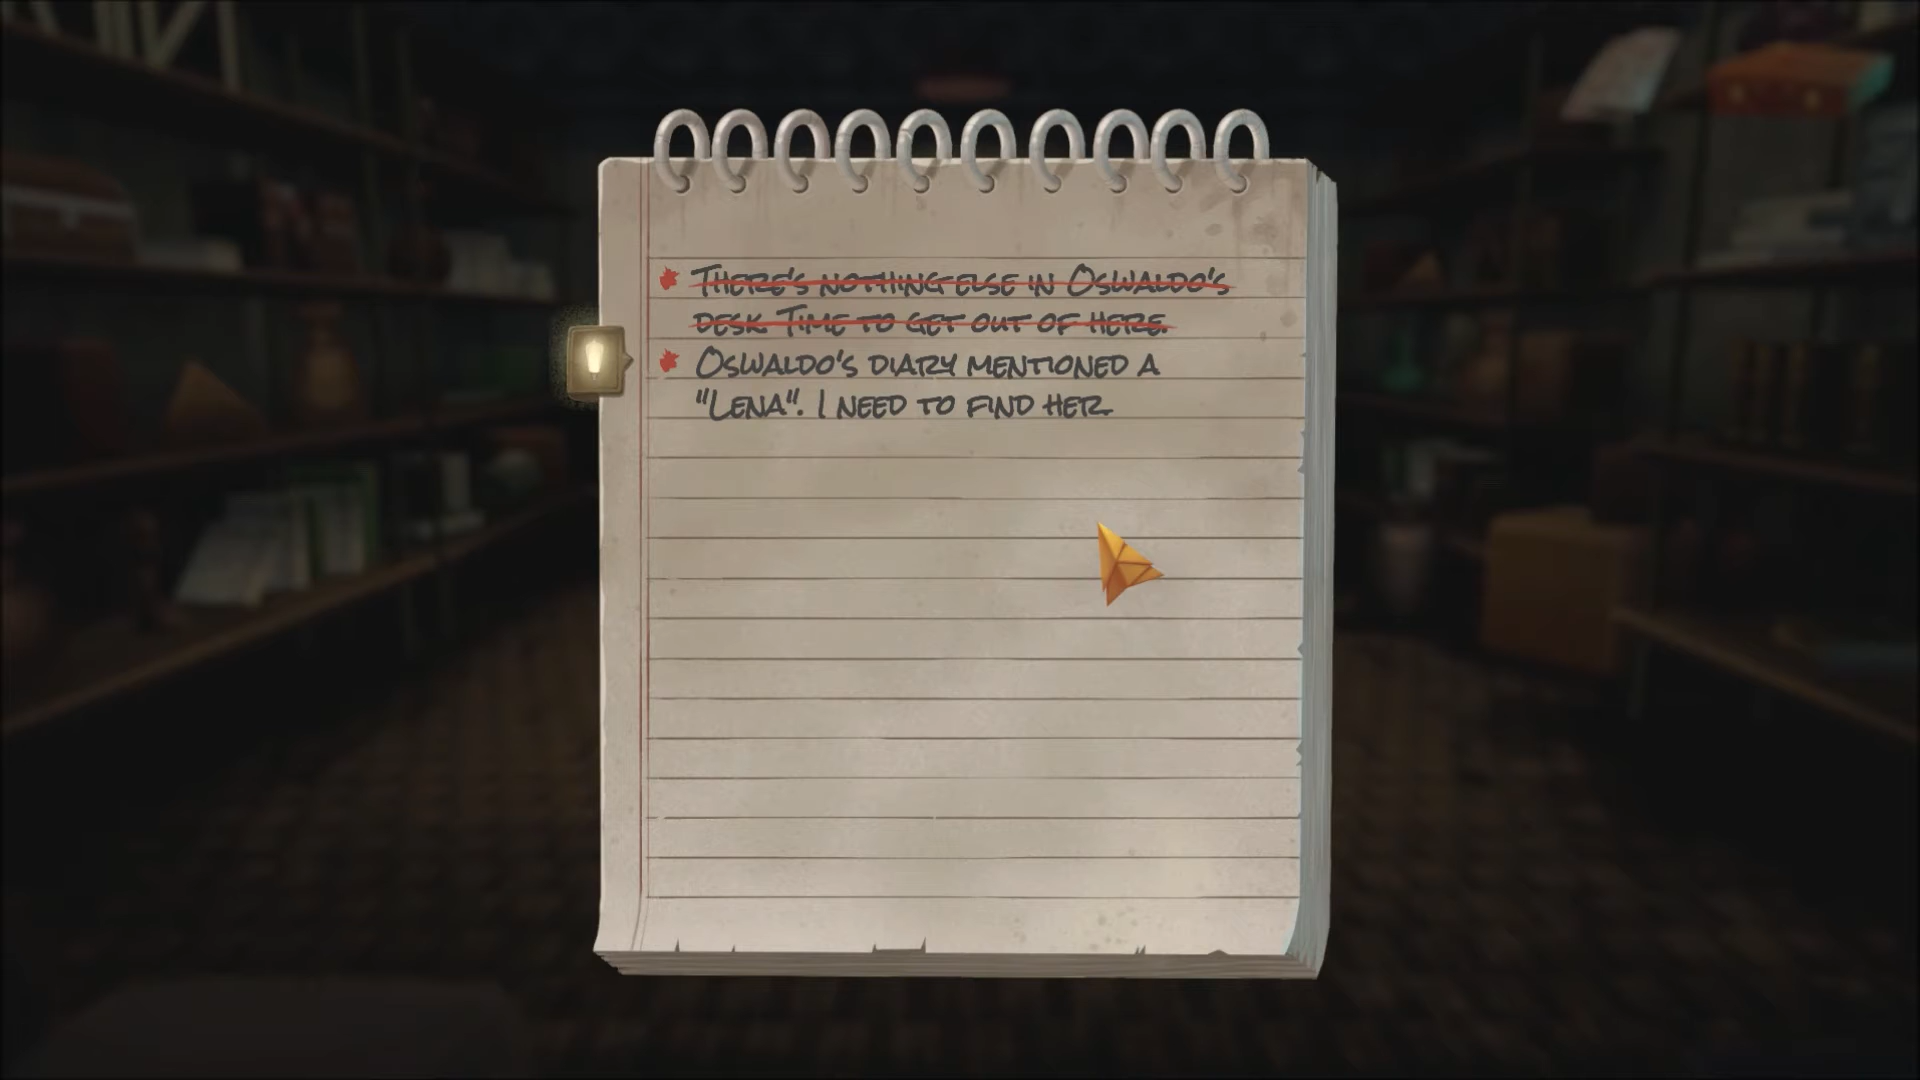 There's nothing else in Oswaldo's
desk. Time to get out of here.
Oswaldo's diary mentioned a
"Lena". I need to find her.